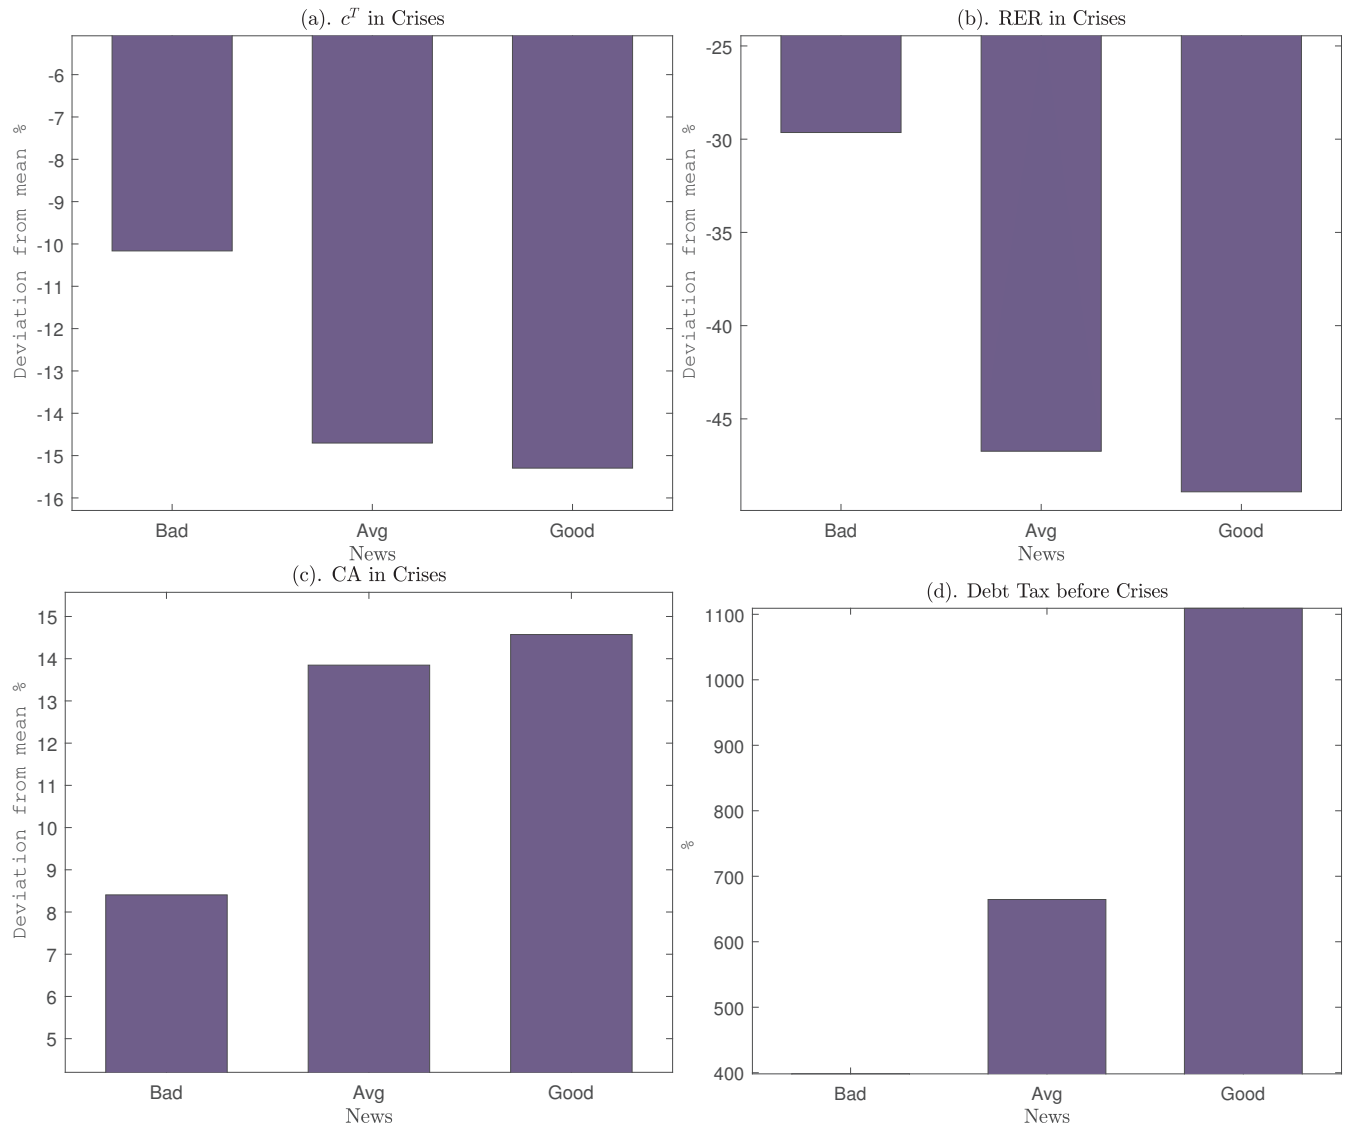 (a). c^T in Crises
Deviation from mean %
-6
-7
-8
-9
-10
-11
-12
-13
-14
-15
-16
Bad Avg Good
News
(b). RER in Crises
Deviation from mean %
-25
-30
-35
-40
-45
Bad Avg Good
News
(c). CA in Crises
Deviation from mean %
15
14
13
12
11
10
9
8
7
6
5
Bad Avg Good
News
(d). Debt Tax before Crises
%
1100
1000
900
800
700
600
500
400
Bad Avg Good
News